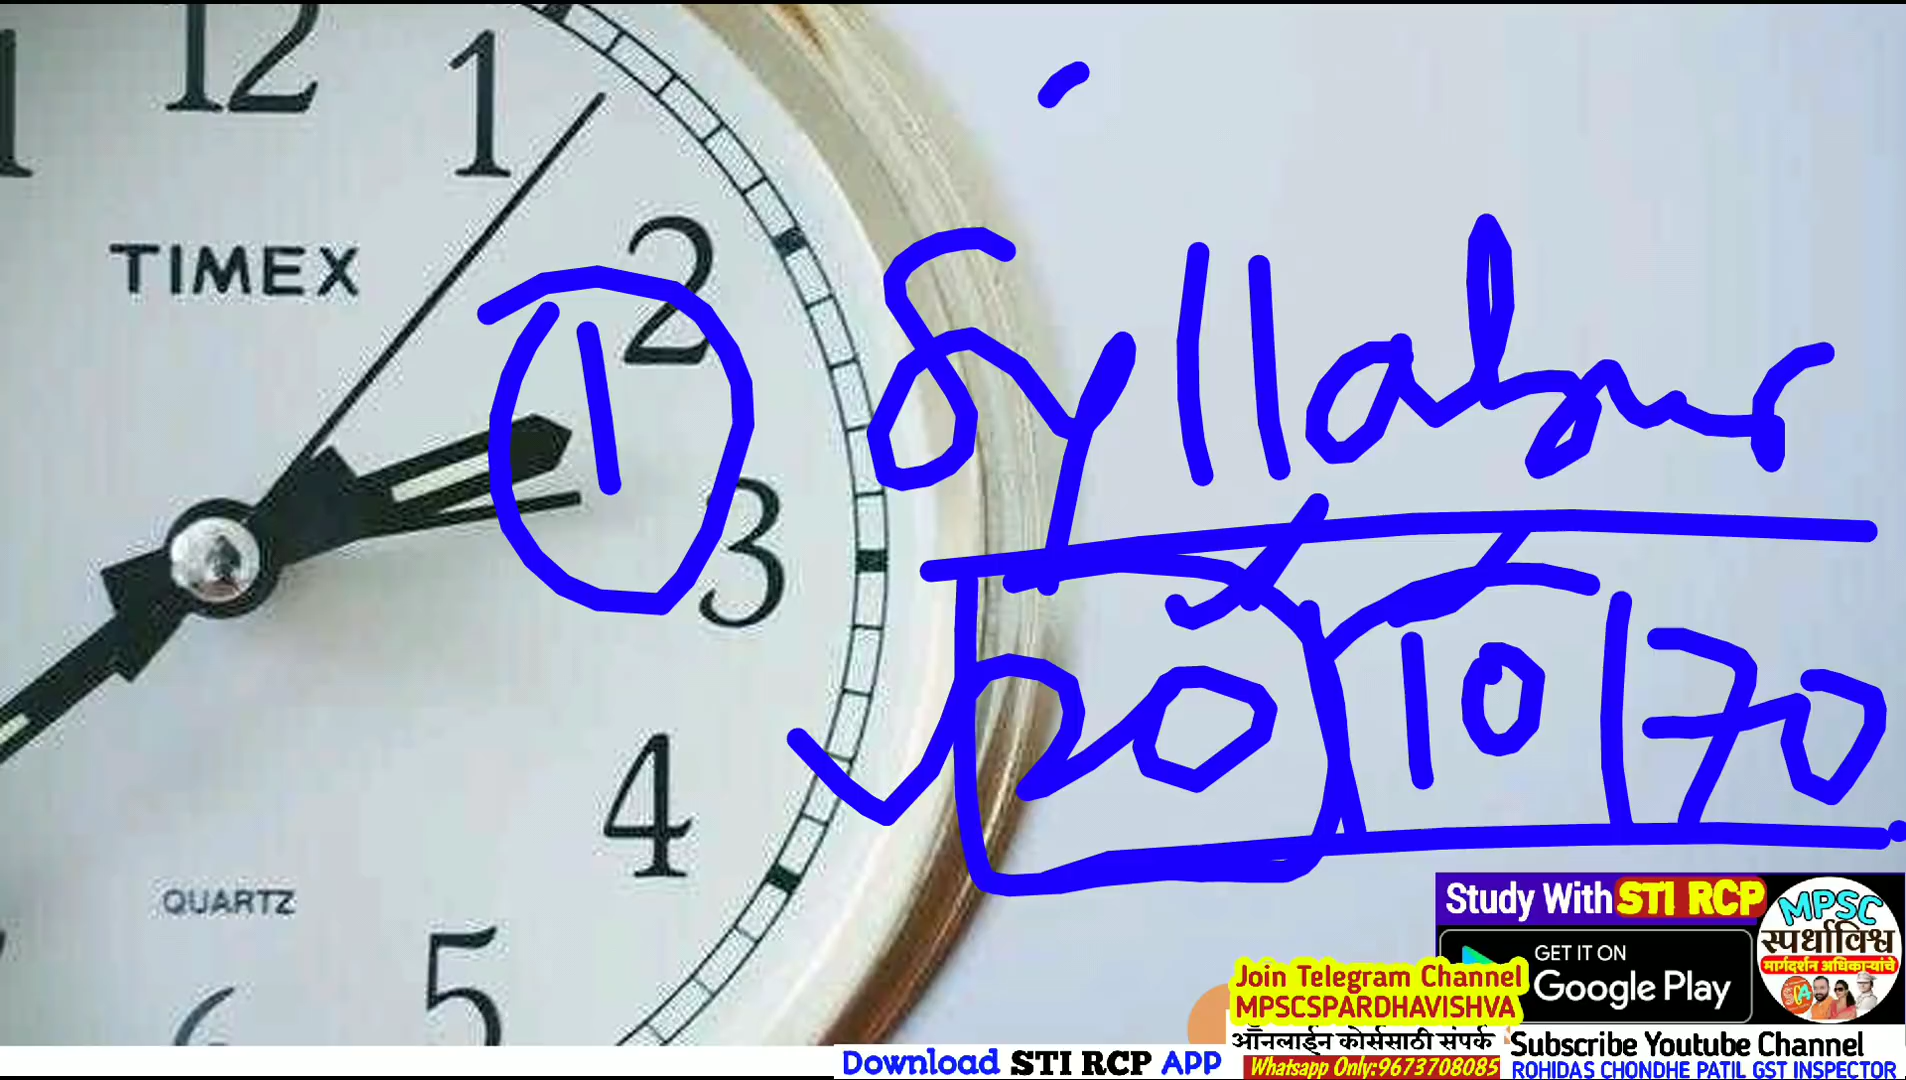 12
1
TIMEX
2
① Syllabus
3
20 | 10 | 70
4
QUARTZ
5
6
Study With STI RCP
MPSC
स्पर्धाविश्व
मार्गदर्शन अधिकाऱ्यांचे
GET IT ON
Google Play
Join Telegram Channel
MPSCSPARDHAVISHVA
ऑनलाईन कोर्ससाठी संपर्क
Whatsapp Only:9673708085
Subscribe Youtube Channel
ROHIDAS CHONDHE PATIL GST INSPECTOR
Download STI RCP APP